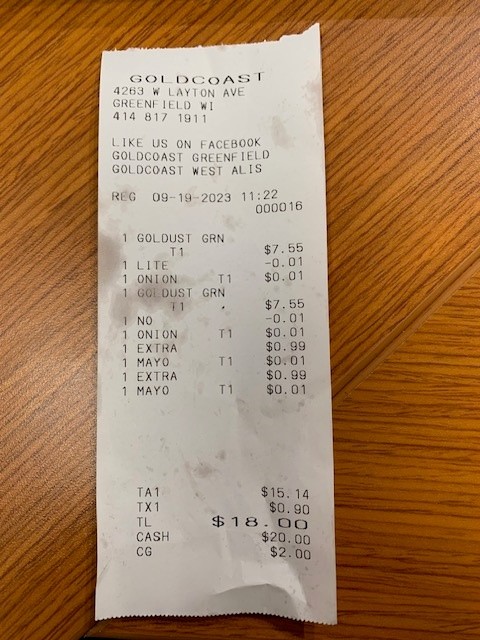 GOLDCOAST
4263 W LAYTON AVE
GREENFIELD WI
414 817 1911
LIKE US ON FACEBOOK
GOLDCOAST GREENFIELD
GOLDCOAST WEST ALIS
REG 09-19-2023 11:22
000016
1 GOLDUST GRN
T1 $7.55
1 LITE -0.01
1 ONION T1 $0.01
1 GOLDUST GRN
T1 $7.55
1 NO -0.01
1 ONION T1 $0.01
1 EXTRA $0.99
1 MAYO T1 $0.01
1 EXTRA $0.99
1 MAYO T1 $0.01
TA1 $15.14
TX1 $0.90
TL $18.00
CASH $20.00
CG $2.00